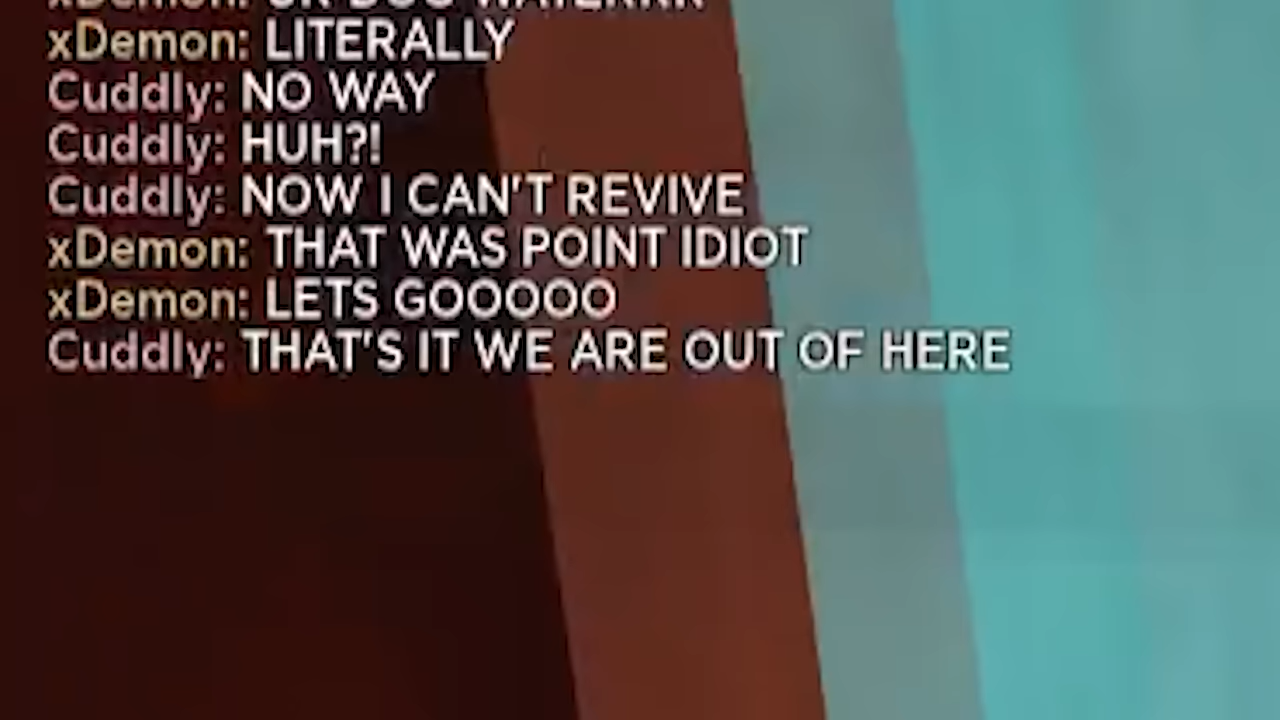 xDemon:
xDemon: LITERALLY
Cuddly: NO WAY
Cuddly: HUH?!
Cuddly: NOW I CAN'T REVIVE
xDemon: THAT WAS POINT IDIOT
xDemon: LETS GOOOOO
Cuddly: THAT'S IT WE ARE OUT OF HERE